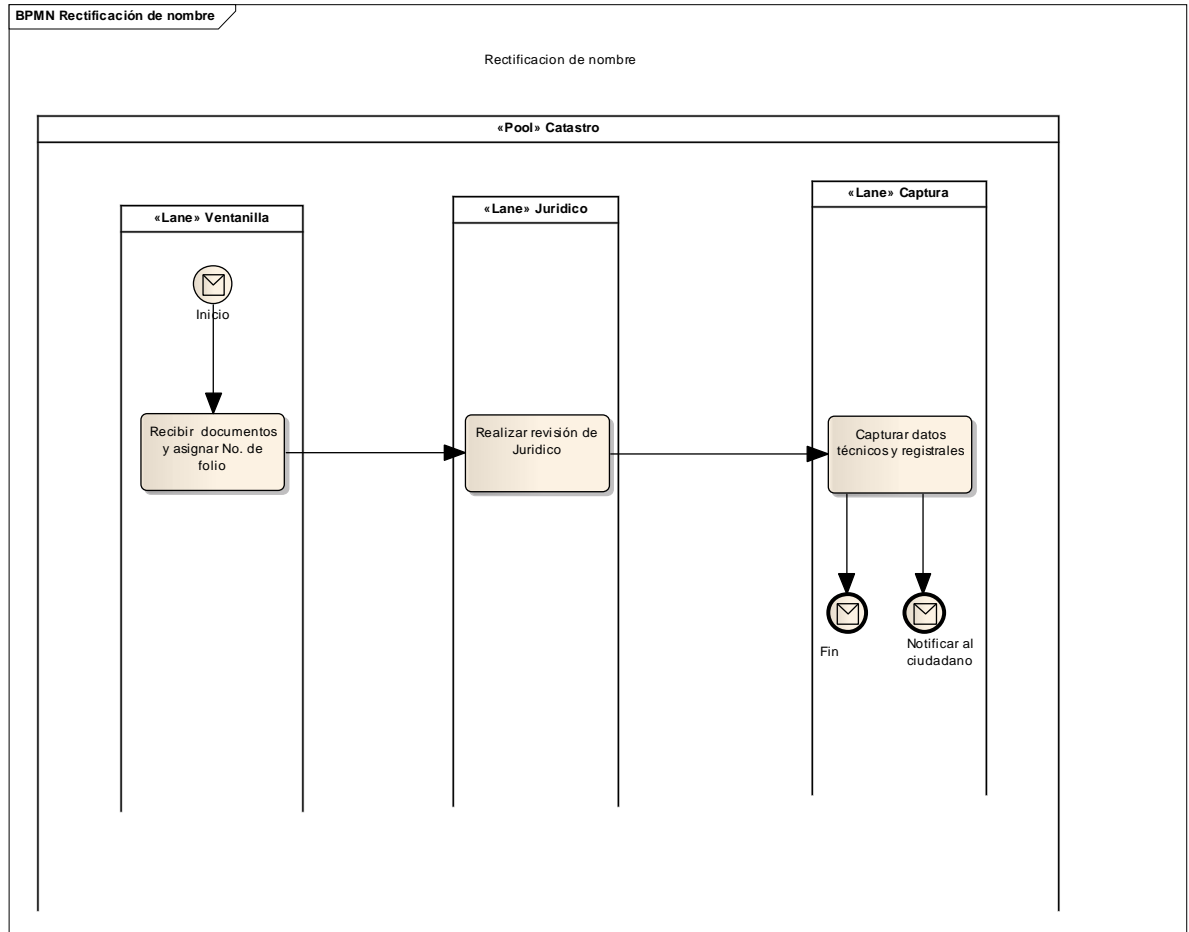 BPMN Rectificación de nombre
Rectificacion de nombre
«Pool» Catastro
«Lane» Ventanilla
«Lane» Juridico
«Lane» Captura
Inicio
Recibir documentos
y asignar No. de
folio
Realizar revisión de
Juridico
Capturar datos
técnicos y registrales
Fin
Notificar al
ciudadano